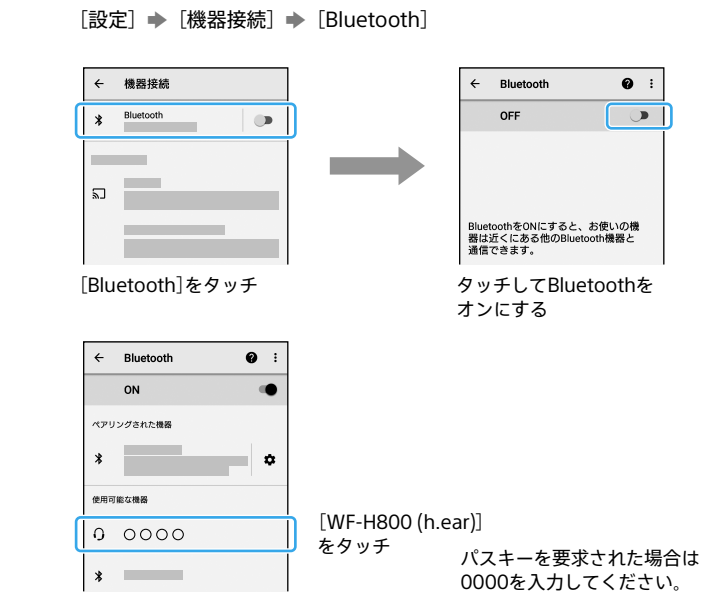 [設定] ➡ [機器接続] ➡ [Bluetooth]
機器接続
Bluetooth
[Bluetooth]をタッチ
Bluetooth
OFF
BluetoothをONにすると、お使いの機
器は近くにある他のBluetooth機器と
通信できます。
タッチしてBluetoothを
オンにする
Bluetooth
ON
ペアリングされた機器
使用可能な機器
○○○○
[WF-H800 (h.ear)]
をタッチ
パスキーを要求された場合は
0000を入力してください。